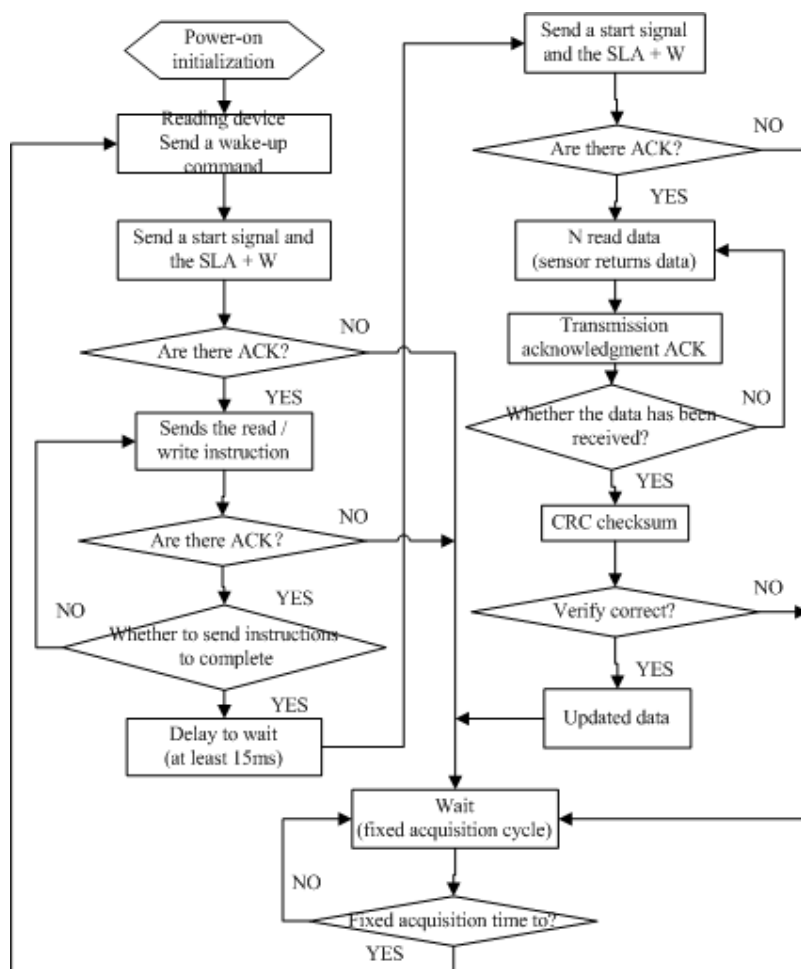 Power-on
initialization
Reading device
Send a wake-up
command
Send a start signal and
the SLA + W
Are there ACK?
NO
YES
Sends the read /
write instruction
Are there ACK?
NO
YES
Whether to send instructions
to complete
NO
YES
Delay to wait
(at least 15ms)
Send a start signal
and the SLA + W
Are there ACK?
NO
YES
N read data
(sensor returns data)
Transmission
acknowledgment ACK
Whether the data has been
received?
NO
YES
CRC checksum
Verify correct?
NO
YES
Updated data
Wait
(fixed acquisition cycle)
NO
Fixed acquisition time to?
YES